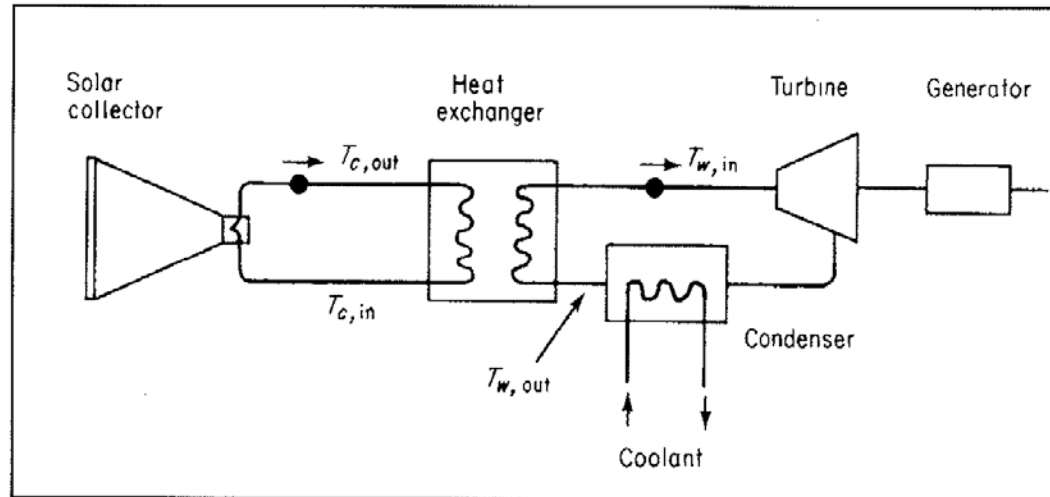 Solar
collector
Heat
exchanger
Turbine
Generator
T_c, out
T_w, in
T_c, in
T_w, out
Condenser
Coolant